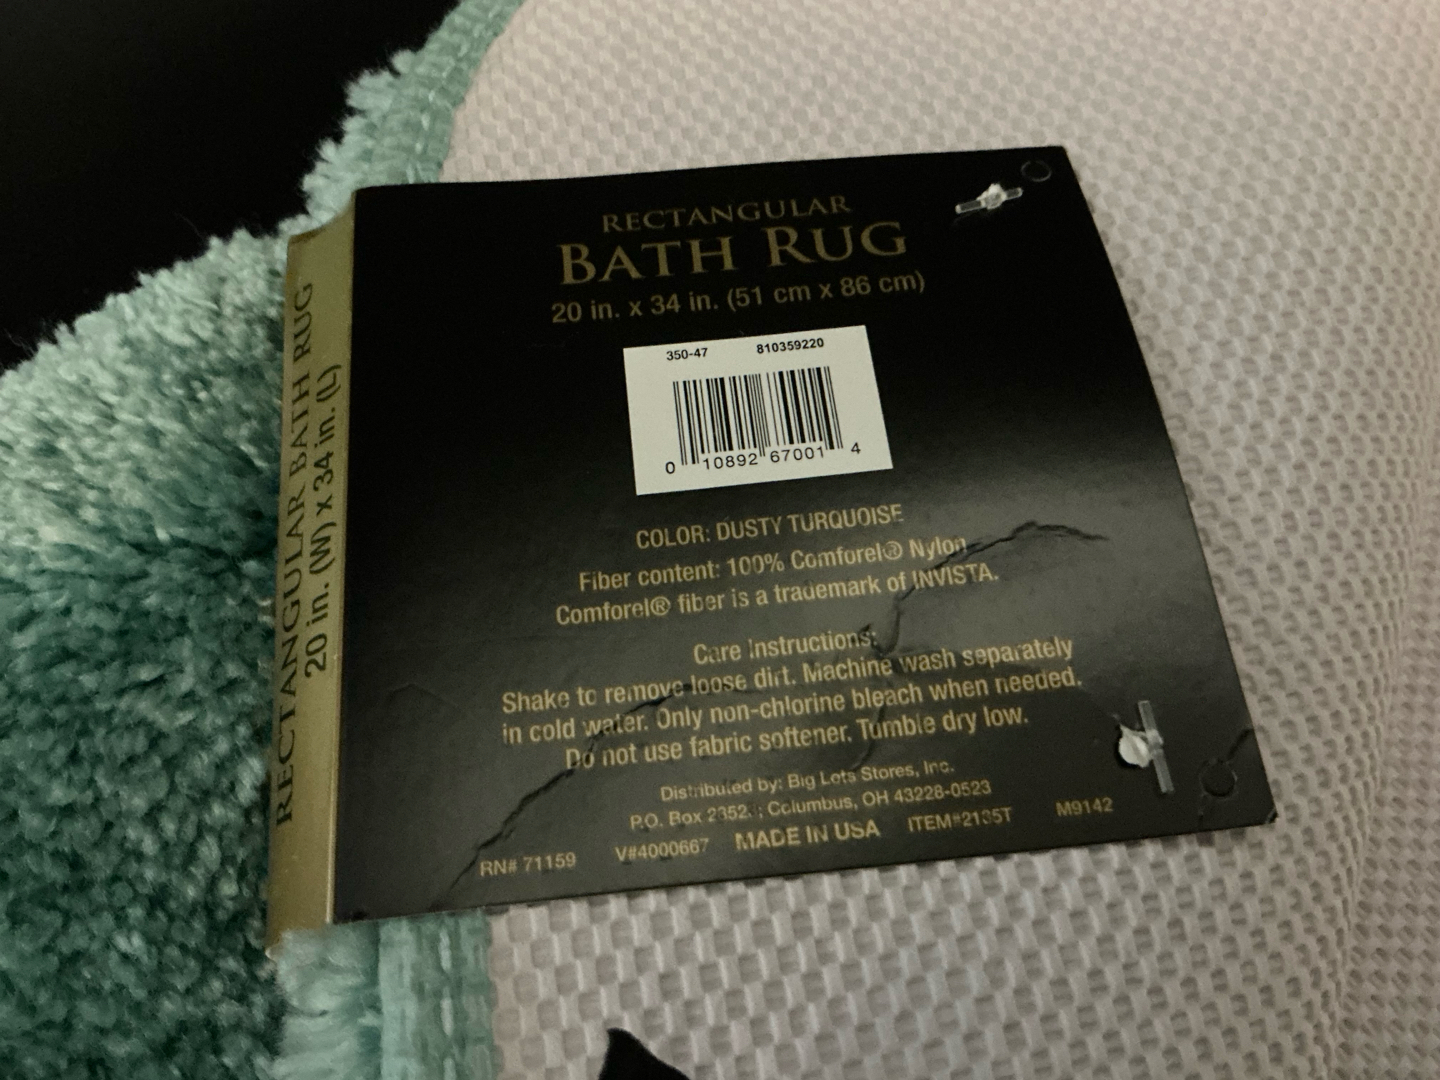 RECTANGULAR
BATH RUG
20 in. x 34 in. (51 cm x 86 cm)
350-47 810359220
0 10892 67001 4
COLOR: DUSTY TURQUOISE
Fiber content: 100% Comforel® Nylon
Comforel® fiber is a trademark of INVISTA.
Care Instructions:
Shake to remove loose dirt. Machine wash separately
in cold water. Only non-chlorine bleach when needed.
Do not use fabric softener. Tumble dry low.
Distributed by: Big Lots Stores, Inc.
P.O. Box ; Columbus, OH 43228-0523
RN# 71159 V#4000667 MADE IN USA ITEM#2135T M9142
RECTANGULAR BATH RUG
20 in. (W) x 34 in. (L)